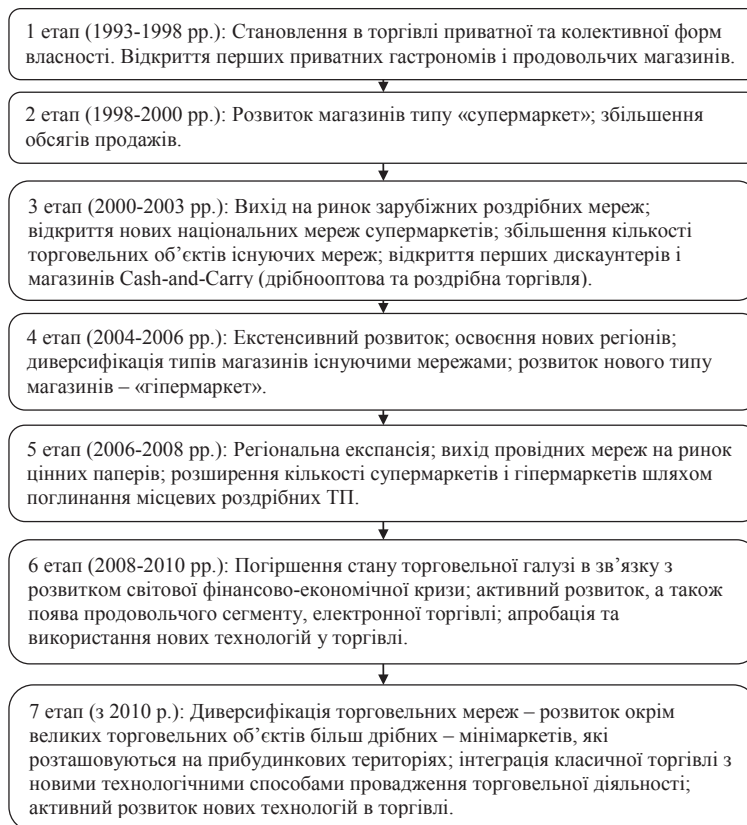 1 етап (1993-1998 рр.): Становлення в торгівлі приватної та колективної форм
власності. Відкриття перших приватних гастрономів і продовольчих магазинів.
2 етап (1998-2000 рр.): Розвиток магазинів типу «супермаркет»; збільшення
обсягів продажів.
3 етап (2000-2003 рр.): Вихід на ринок зарубіжних роздрібних мереж;
відкриття нових національних мереж супермаркетів; збільшення кількості
торговельних об’єктів існуючих мереж; відкриття перших дискаунтерів і
магазинів Cash-and-Carry (дрібнооптова та роздрібна торгівля).
4 етап (2004-2006 рр.): Екстенсивний розвиток; освоєння нових регіонів;
диверсифікація типів магазинів існуючими мережами; розвиток нового типу
магазинів – «гіпермаркет».
5 етап (2006-2008 рр.): Регіональна експансія; вихід провідних мереж на ринок
цінних паперів; розширення кількості супермаркетів і гіпермаркетів шляхом
поглинання місцевих роздрібних ТП.
6 етап (2008-2010 рр.): Погіршення стану торговельної галузі в зв’язку з
розвитком світової фінансово-економічної кризи; активний розвиток, а також
поява продовольчого сегменту, електронної торгівлі; апробація та
використання нових технологій у торгівлі.
7 етап (з 2010 р.): Диверсифікація торговельних мереж – розвиток окрім
великих торговельних об’єктів більш дрібних – мінімаркетів, які
розташовуються на прибудинкових територіях; інтеграція класичної торгівлі з
новими технологічними способами провадження торговельної діяльності;
активний розвиток нових технологій в торгівлі.